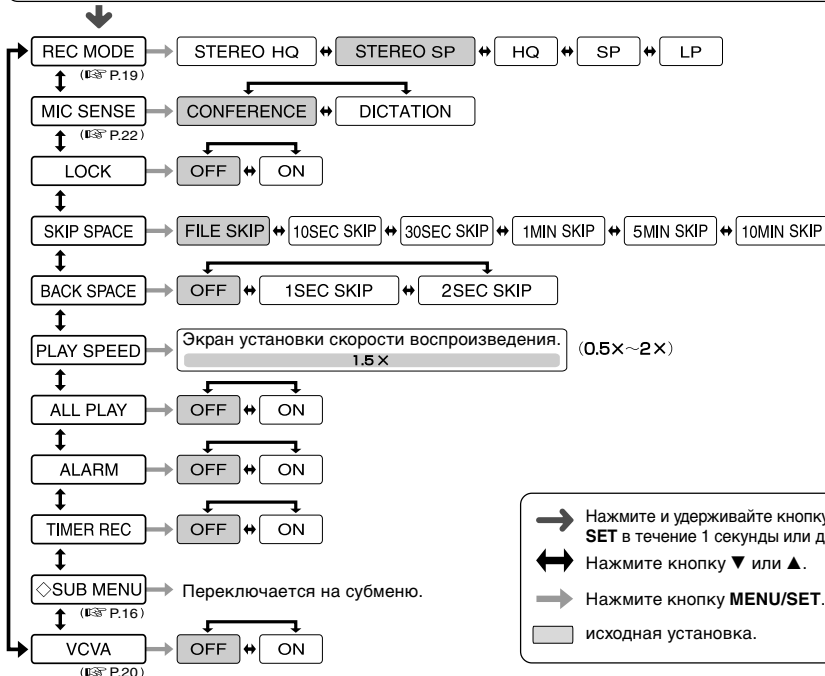 REC MODE STEREO HQ STEREO SP HQ SP LP
(☞ P.19)
MIC SENSE CONFERENCE DICTATION
(☞ P.22)
LOCK OFF ON
SKIP SPACE FILE SKIP 10SEC SKIP 30SEC SKIP 1MIN SKIP 5MIN SKIP 10MIN SKIP
BACK SPACE OFF 1SEC SKIP 2SEC SKIP
PLAY SPEED Экран установки скорости воспроизведения. (0.5×~2×)
1.5×
ALL PLAY OFF ON
ALARM OFF ON
TIMER REC OFF ON
◇SUB MENU Переключается на субменю.
(☞ P.16)
VCVA OFF ON
(☞ P.20)
Нажмите и удерживайте кнопку
SET в течение 1 секунды или
Нажмите кнопку ▼ или ▲.
Нажмите кнопку MENU/SET.
исходная установка.